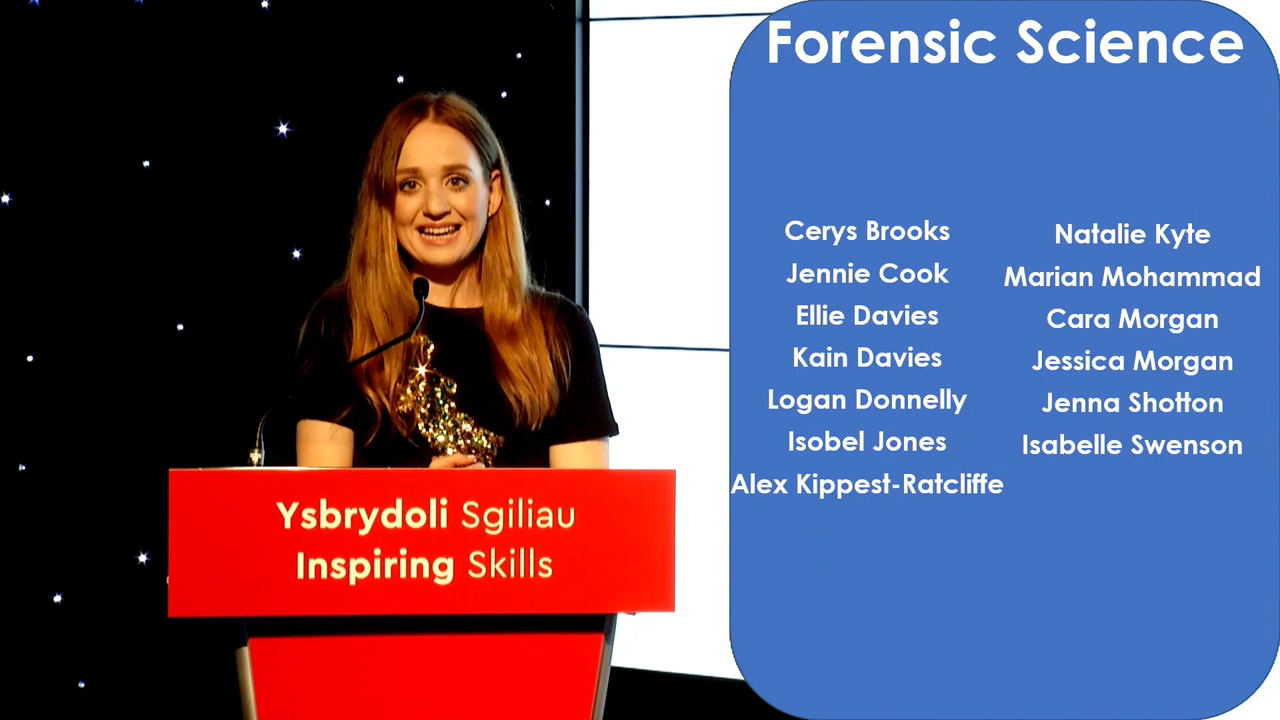 Forensic Science
Cerys Brooks
Jennie Cook
Ellie Davies
Kain Davies
Logan Donnelly
Isobel Jones
Alex Kippest-Ratcliffe
Natalie Kyte
Marian Mohammad
Cara Morgan
Jessica Morgan
Jenna Shotton
Isabelle Swenson
Ysbrydoli Sgiliau
Inspiring Skills